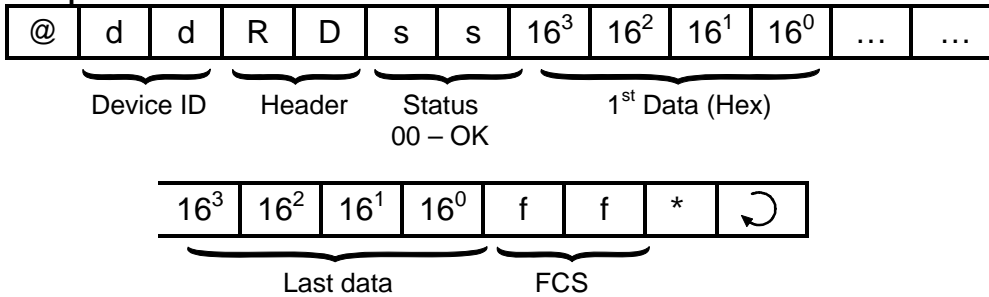 @ d d R D s s 16³ 16² 16¹ 16⁰ … …
Device ID Header Status 1ˢᵗ Data (Hex)
00 – OK
16³ 16² 16¹ 16⁰ f f *
Last data FCS